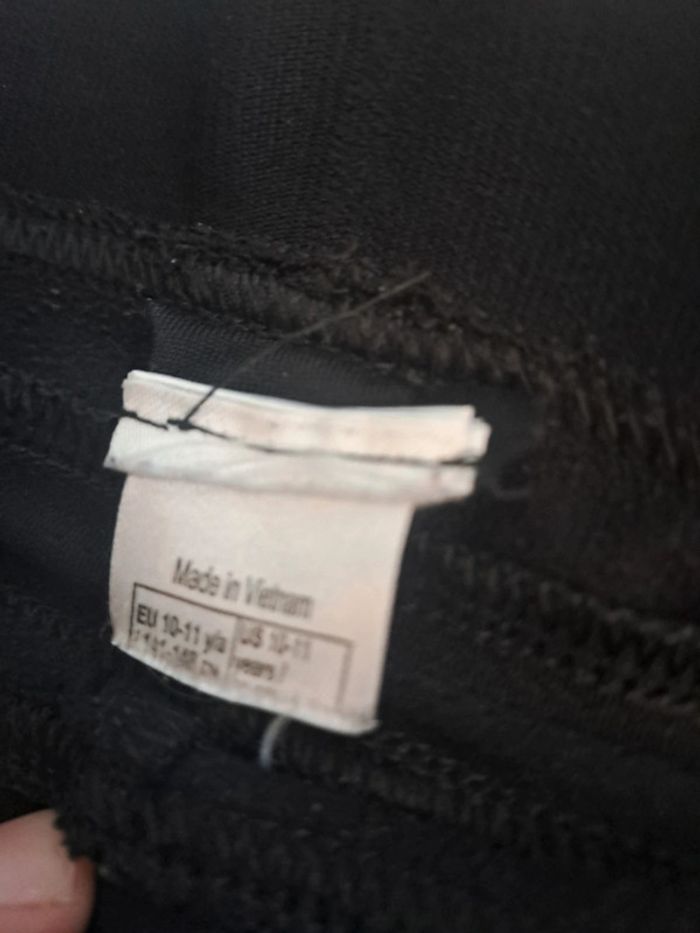 Made in Vietnam
EU 10-11 y/a
US 10-11
years /